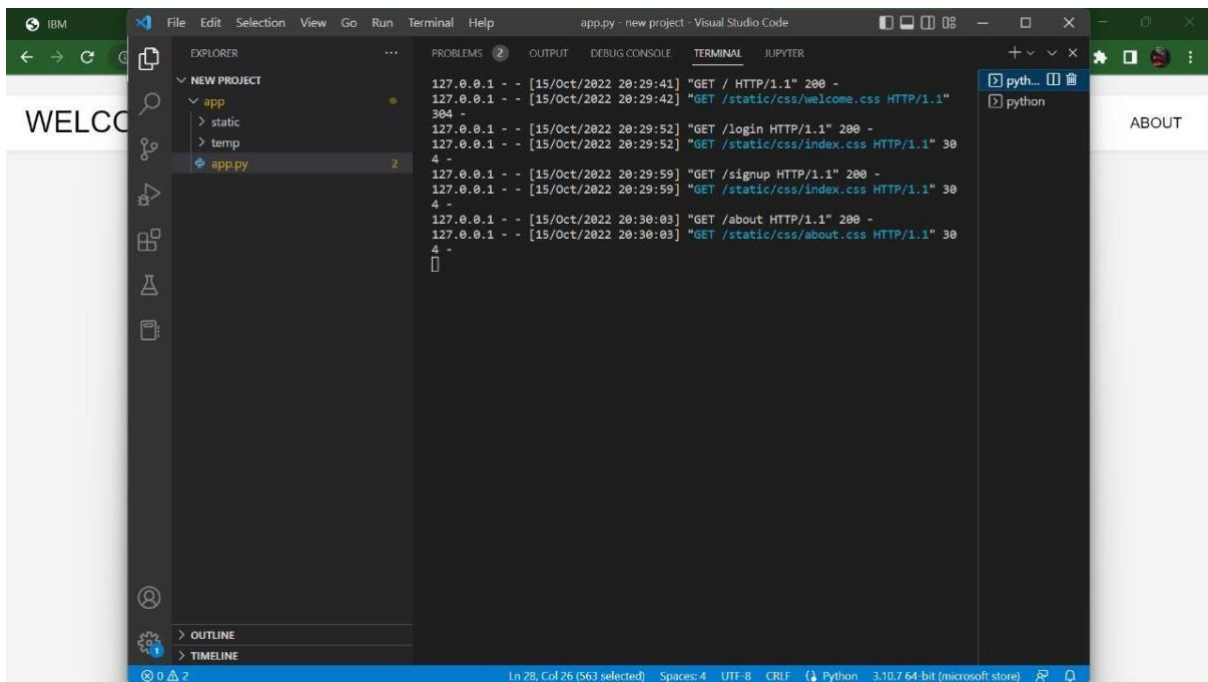 IBM
File Edit Selection View Go Run Terminal Help app.py - new project - Visual Studio Code
WELCO
ABOUT
EXPLORER ...
NEW PROJECT
app
static
temp
app.py 2
OUTLINE
TIMELINE
PROBLEMS 2 OUTPUT DEBUG CONSOLE TERMINAL JUPYTER
127.0.0.1 - - [15/Oct/2022 20:29:41] "GET / HTTP/1.1" 200 -
127.0.0.1 - - [15/Oct/2022 20:29:42] "GET /static/css/welcome.css HTTP/1.1"
304 -
127.0.0.1 - - [15/Oct/2022 20:29:52] "GET /login HTTP/1.1" 200 -
127.0.0.1 - - [15/Oct/2022 20:29:52] "GET /static/css/index.css HTTP/1.1" 30
4 -
127.0.0.1 - - [15/Oct/2022 20:29:59] "GET /signup HTTP/1.1" 200 -
127.0.0.1 - - [15/Oct/2022 20:29:59] "GET /static/css/index.css HTTP/1.1" 30
4 -
127.0.0.1 - - [15/Oct/2022 20:30:03] "GET /about HTTP/1.1" 200 -
127.0.0.1 - - [15/Oct/2022 20:30:03] "GET /static/css/about.css HTTP/1.1" 30
4 -
pyth...
python
1
0 2 Ln 28, Col 26 (563 selected) Spaces: 4 UTF-8 CRLF Python 3.10.7 64-bit (microsoft store)